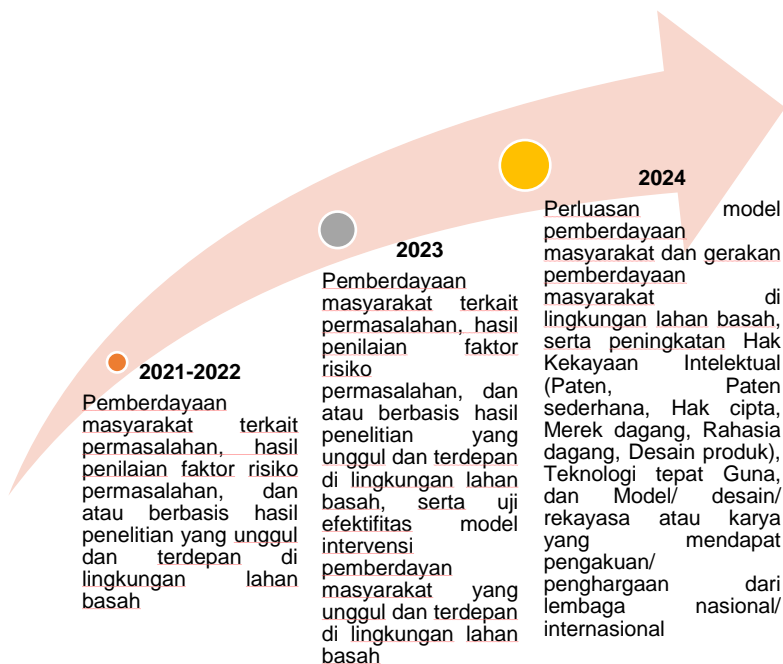 2021-2022
Pemberdayaan
masyarakat terkait
permasalahan, hasil
penilaian faktor risiko
permasalahan, dan
atau berbasis hasil
penelitian yang unggul
dan terdepan di
lingkungan lahan
basah
2023
Pemberdayaan
masyarakat terkait
permasalahan, hasil
penilaian faktor
risiko
permasalahan, dan
atau berbasis hasil
penelitian yang
unggul dan terdepan
di lingkungan lahan
basah, serta uji
efektifitas model
intervensi
pemberdayan
masyarakat yang
unggul dan terdepan
di lingkungan lahan
basah
2024
Perluasan model
pemberdayaan
masyarakat dan gerakan
pemberdayaan
masyarakat di
lingkungan lahan basah,
serta peningkatan Hak
Kekayaan Intelektual
(Paten, Paten
sederhana, Hak cipta,
Merek dagang, Rahasia
dagang, Desain produk),
Teknologi tepat Guna,
dan Model/ desain/
rekayasa atau karya
yang mendapat
pengakuan/
penghargaan dari
lembaga nasional/
internasional